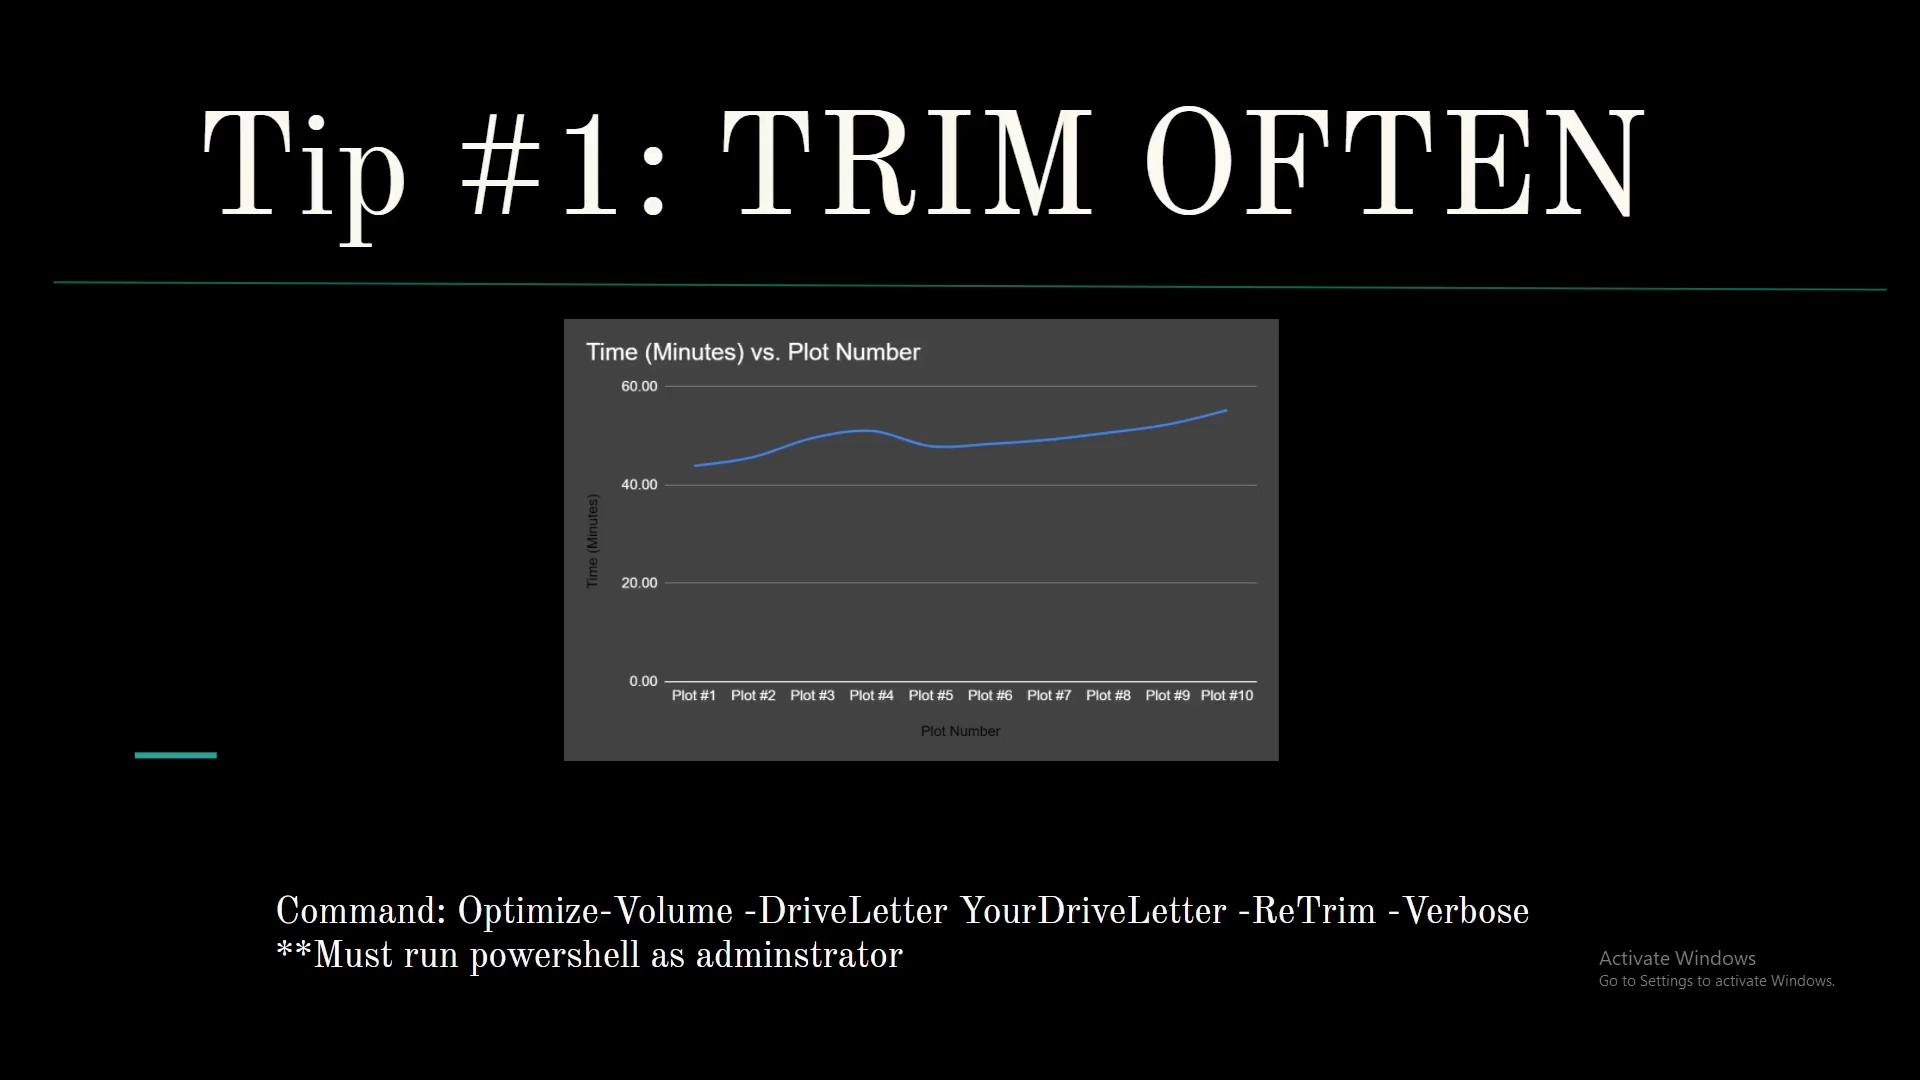 Tip #1: TRIM OFTEN
Time (Minutes) vs. Plot Number
60.00
40.00
20.00
0.00
Time (Minutes)
Plot #1 Plot #2 Plot #3 Plot #4 Plot #5 Plot #6 Plot #7 Plot #8 Plot #9 Plot #10
Plot Number
Command: Optimize-Volume -DriveLetter YourDriveLetter -ReTrim -Verbose
**Must run powershell as adminstrator
Activate Windows
Go to Settings to activate Windows.